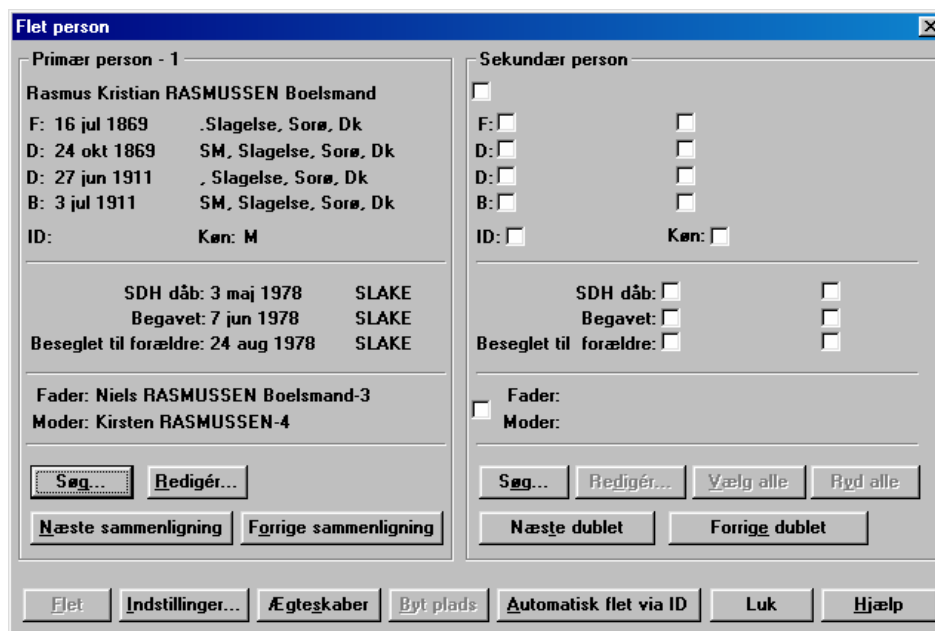 Flet person
Primær person - 1
Rasmus Kristian RASMUSSEN Boelsmand
F: 16 jul 1869 .Slagelse, Sorø, Dk
D: 24 okt 1869 SM, Slagelse, Sorø, Dk
D: 27 jun 1911 , Slagelse, Sorø, Dk
B: 3 jul 1911 SM, Slagelse, Sorø, Dk
ID: Køn: M
SDH dåb: 3 maj 1978 SLAKE
Begavet: 7 jun 1978 SLAKE
Beseglet til forældre: 24 aug 1978 SLAKE
Fader: Niels RASMUSSEN Boelsmand-3
Moder: Kirsten RASMUSSEN-4
Søg... Redigér...
Næste sammenligning Forrige sammenligning
Sekundær person
F:
D:
D:
B:
ID: Køn:
SDH dåb:
Begavet:
Beseglet til forældre:
Fader:
Moder:
Søg... Redigér... Vælg alle Ryd alle
Næste dublet Forrige dublet
Flet Indstillinger... Ægteskaber Byt plads Automatisk flet via ID Luk Hjælp